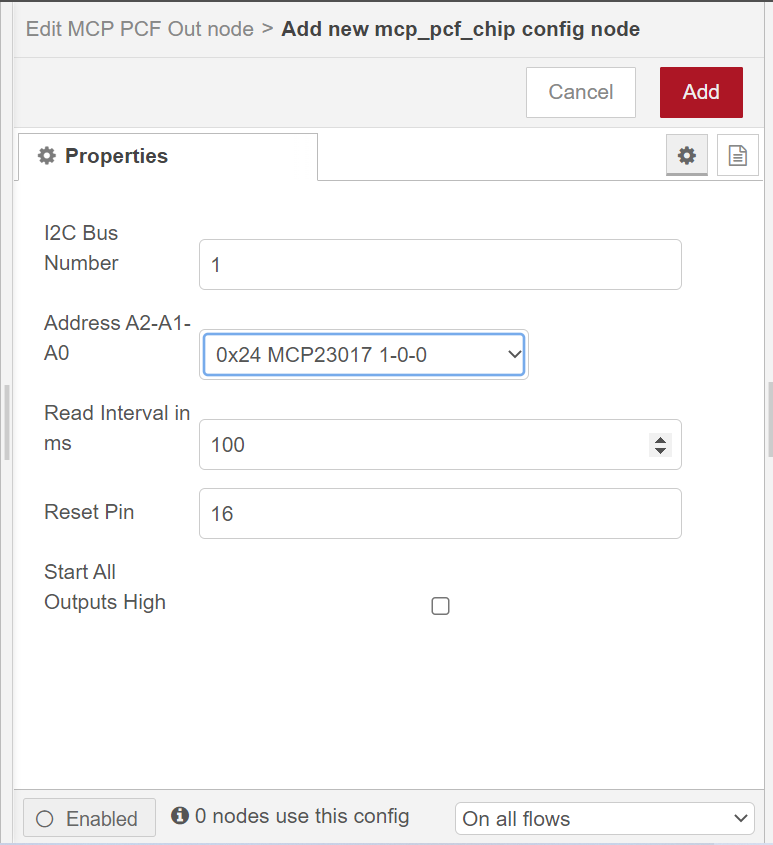 Edit MCP PCF Out node > Add new mcp_pcf_chip config node
Cancel
Add
Properties
I2C Bus
Number
1
Address A2-A1-
A0
0x24 MCP23017 1-0-0
Read Interval in
ms
100
Reset Pin
16
Start All
Outputs High
Enabled
0 nodes use this config
On all flows